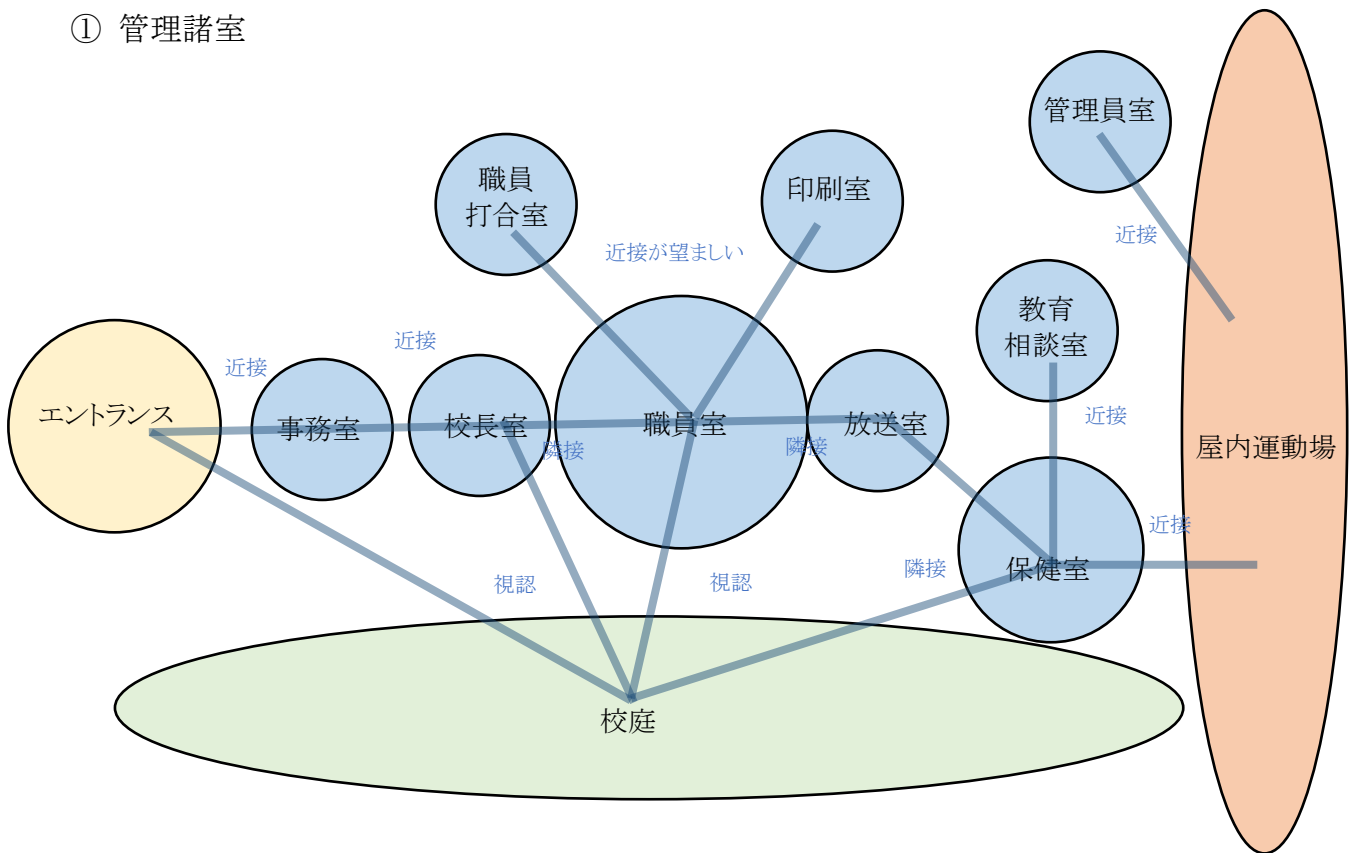 ① 管理諸室
管理員室
職員
打合室
印刷室
近接
近接が望ましい
教育
相談室
近接
近接
エントランス
事務室
校長室
職員室
放送室
近接
隣接
隣接
屋内運動場
近接
保健室
隣接
視認
視認
校庭